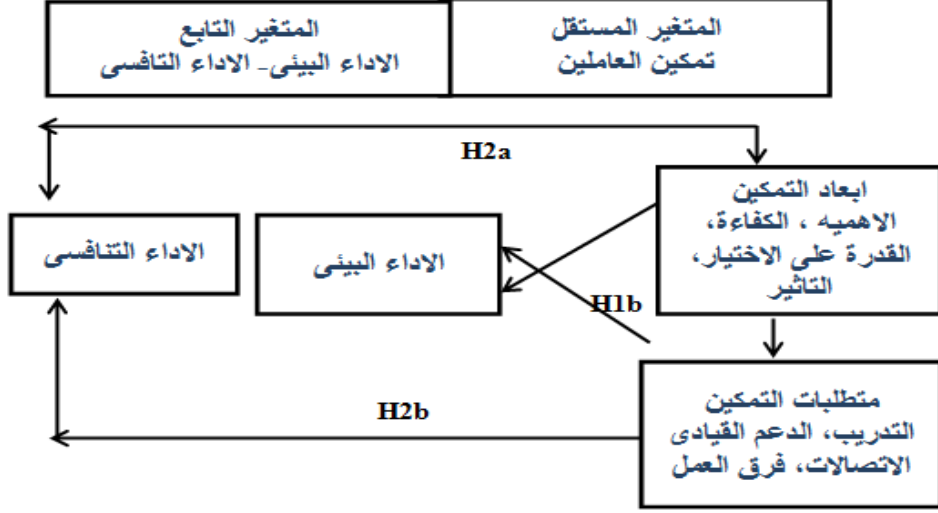 المتغير المستقل
تمكين العاملين
المتغير التابع
الاداء البيئى- الاداء التافسى
H2a
ابعاد التمكين
الاهميه ، الكفاءة،
القدرة على الاختيار،
التاثير
الاداء البيئى
الاداء التنافسى
H1b
متطلبات التمكين
التدريب، الدعم القيادى
الاتصالات، فرق العمل
H2b